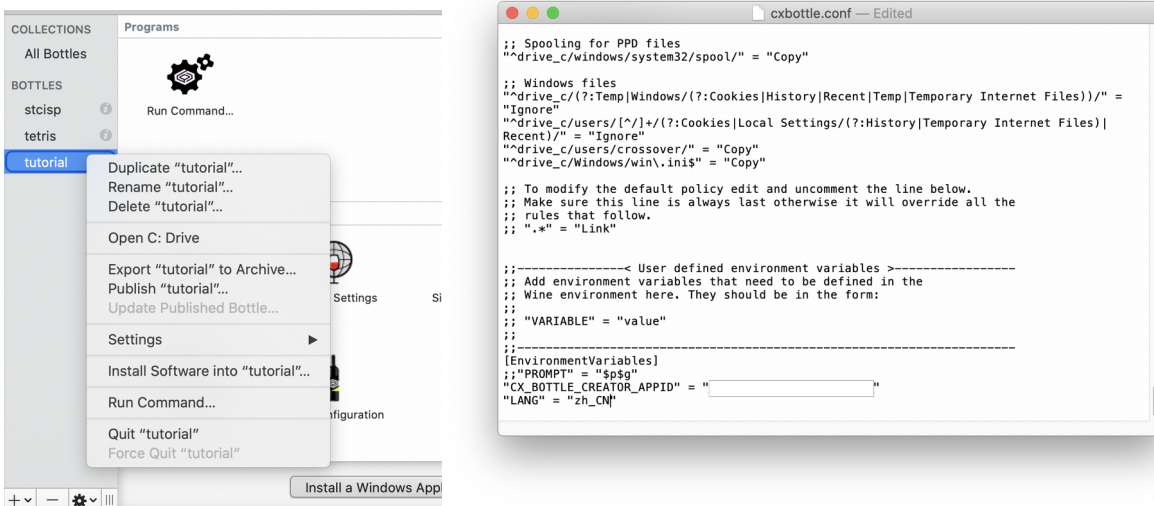 COLLECTIONS
All Bottles
BOTTLES
stcisp
tetris
tutorial
Programs
Run Command...
Duplicate “tutorial”...
Rename “tutorial”...
Delete “tutorial”...
Open C: Drive
Export “tutorial” to Archive...
Publish “tutorial”...
Update Published Bottle...
Settings
Install Software into “tutorial”...
Run Command...
Quit “tutorial”
Force Quit “tutorial”
Settings
Si
nfiguration
Install a Windows Appl
cxbottle.conf — Edited
;; Spooling for PPD files
"^drive_c/windows/system32/spool/" = "Copy"
;; Windows files
"^drive_c/(?:Temp|Windows/(?:Cookies|History|Recent|Temp|Temporary Internet Files))/" =
"Ignore"
"^drive_c/users/[^/]+/(?:Cookies|Local Settings/(?:History|Temporary Internet Files)|
Recent)/" = "Ignore"
"^drive_c/users/crossover/" = "Copy"
"^drive_c/Windows/win\.ini$" = "Copy"
;; To modify the default policy edit and uncomment the line below.
;; Make sure this line is always last otherwise it will override all the
;; rules that follow.
;; ".*" = "Link"
;;---------------< User defined environment variables >-----------------
;; Add environment variables that need to be defined in the
;; Wine environment here. They should be in the form:
;;
;; "VARIABLE" = "value"
;;
;;----------------------------------------------------------------------
[EnvironmentVariables]
;;"PROMPT" = "$p$g"
"CX_BOTTLE_CREATOR_APPID" = "                    "
"LANG" = "zh_CN"